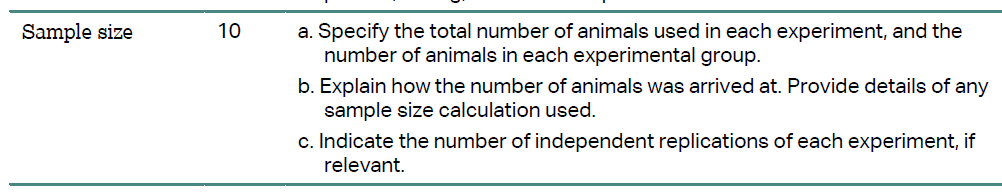 Sample size 10 a. Specify the total number of animals used in each experiment, and the
number of animals in each experimental group.
b. Explain how the number of animals was arrived at. Provide details of any
sample size calculation used.
c. Indicate the number of independent replications of each experiment, if
relevant.